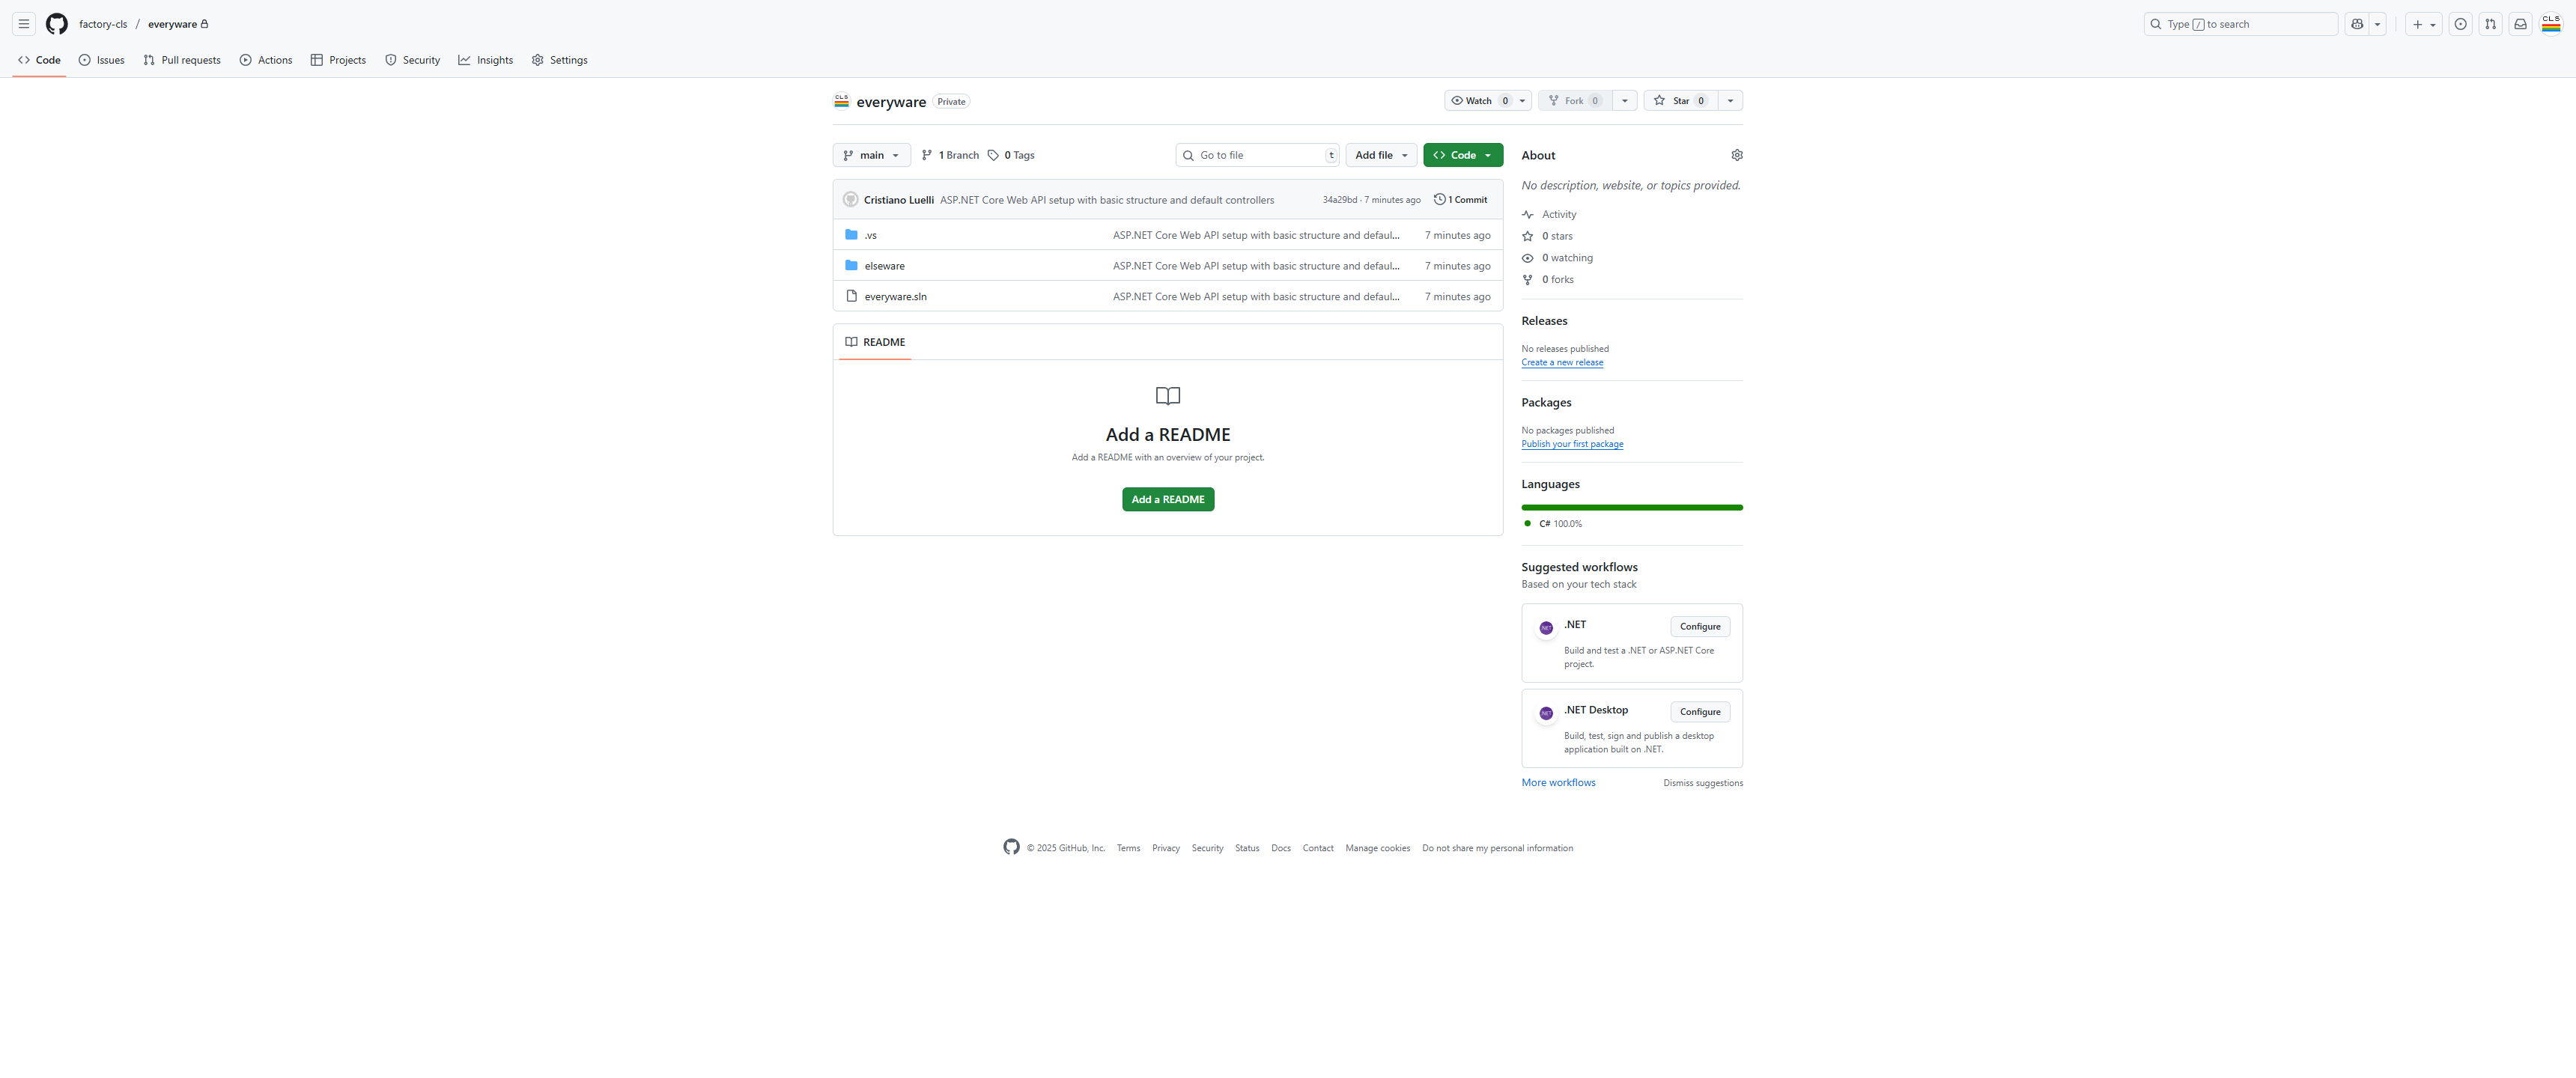 factory-cls / everyware
Type / to search
CLS
Code Issues Pull requests Actions Projects Security Insights Settings
CLS everyware Private
Watch 0 Fork 0 Star 0
main 1 Branch 0 Tags
Go to file t Add file Code
Cristiano Luelli ASP.NET Core Web API setup with basic structure and default controllers 34a29bd · 7 minutes ago 1 Commit
.vs ASP.NET Core Web API setup with basic structure and defaul... 7 minutes ago
elseware ASP.NET Core Web API setup with basic structure and defaul... 7 minutes ago
everyware.sln ASP.NET Core Web API setup with basic structure and defaul... 7 minutes ago
README
Add a README
Add a README with an overview of your project.
Add a README
About
No description, website, or topics provided.
Activity
0 stars
0 watching
0 forks
Releases
No releases published
Create a new release
Packages
No packages published
Publish your first package
Languages
C# 100.0%
Suggested workflows
Based on your tech stack
.NET .NET Configure
Build and test a .NET or ASP.NET Core
project.
.NET .NET Desktop Configure
Build, test, sign and publish a desktop
application built on .NET.
More workflows Dismiss suggestions
© 2025 GitHub, Inc. Terms Privacy Security Status Docs Contact Manage cookies Do not share my personal information